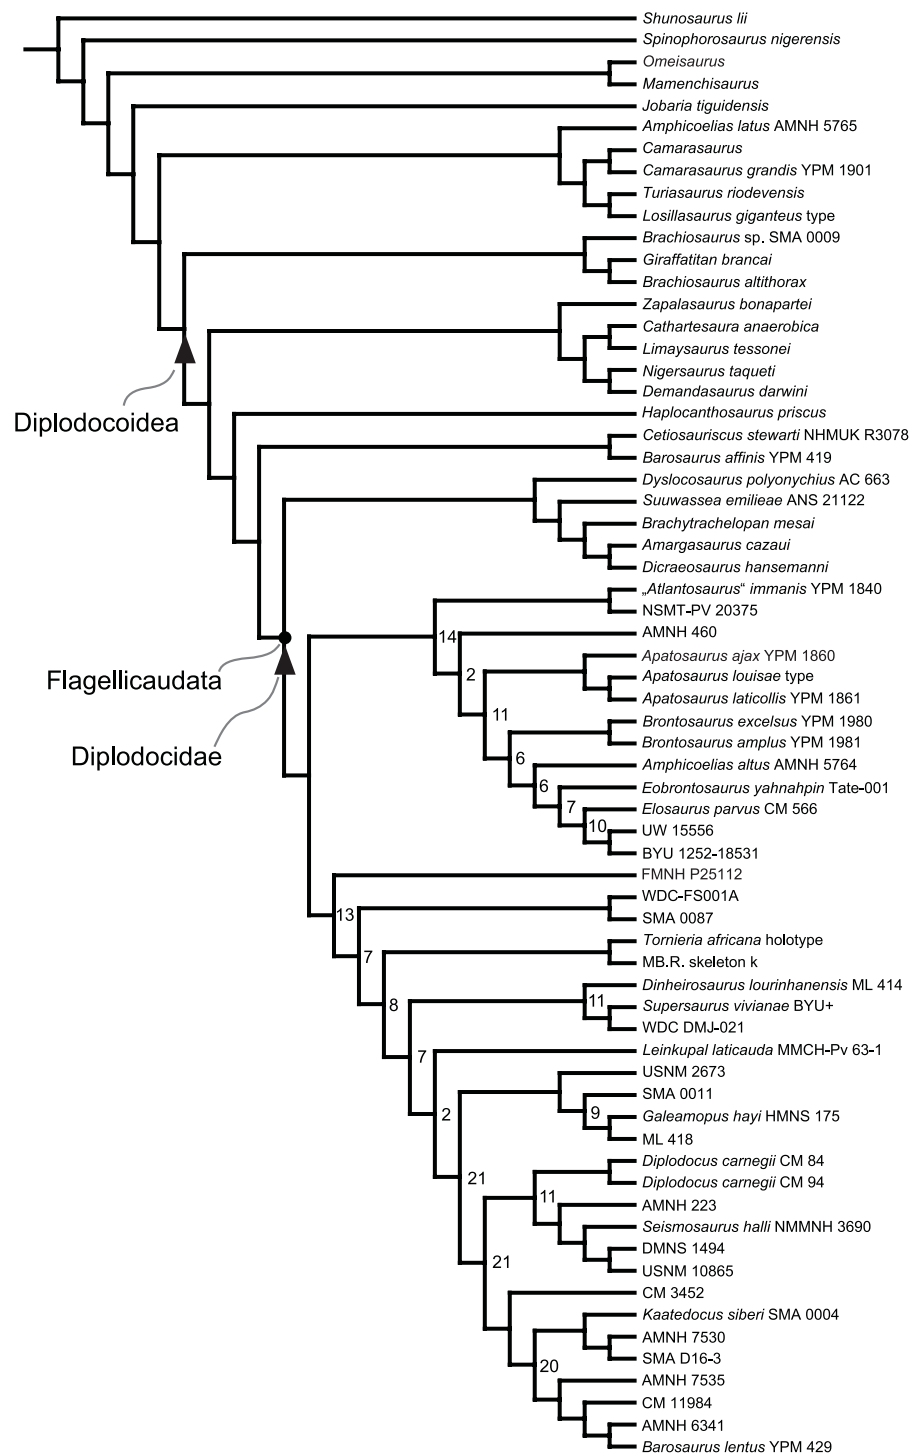 Shunosaurus lii
Spinophorosaurus nigerensis
Omeisaurus
Mamenchisaurus
Jobaria tiguidensis
Amphicoelias latus AMNH 5765
Camarasaurus
Camarasaurus grandis YPM 1901
Turiasaurus riodevensis
Losillasaurus giganteus type
Brachiosaurus sp. SMA 0009
Giraffatitan brancai
Brachiosaurus altithorax
Zapalasaurus bonapartei
Cathartesaura anaerobica
Limaysaurus tessonei
Nigersaurus taqueti
Demandasaurus darwini
Diplodocoidea
Haplocanthosaurus priscus
Cetiosauriscus stewarti NHMUK R3078
Barosaurus affinis YPM 419
Dyslocosaurus polyonychius AC 663
Suuwassea emilieae ANS 21122
Brachytrachelopan mesai
Amargasaurus cazaui
Dicraeosaurus hansemanni
„Atlantosaurus“ immanis YPM 1840
NSMT-PV 20375
14
AMNH 460
Apatosaurus ajax YPM 1860
2
Flagellicaudata
Apatosaurus louisae type
Apatosaurus laticollis YPM 1861
11
Brontosaurus excelsus YPM 1980
Brontosaurus amplus YPM 1981
Diplodocidae
6
Amphicoelias altus AMNH 5764
6
Eobrontosaurus yahnahpin Tate-001
7
Elosaurus parvus CM 566
10
UW 15556
BYU 1252-18531
FMNH P25112
WDC-FS001A
13
SMA 0087
Tornieria africana holotype
7
MB.R. skeleton k
Dinheirosaurus lourinhanensis ML 414
11
8
Supersaurus vivianae BYU+
WDC DMJ-021
Leinkupal laticauda MMCH-Pv 63-1
7
USNM 2673
SMA 0011
9
2
Galeamopus hayi HMNS 175
ML 418
Diplodocus carnegii CM 84
21
Diplodocus carnegii CM 94
11
AMNH 223
Seismosaurus halli NMMNH 3690
DMNS 1494
21
USNM 10865
CM 3452
Kaatedocus siberi SMA 0004
AMNH 7530
SMA D16-3
20
AMNH 7535
CM 11984
AMNH 6341
Barosaurus lentus YPM 429